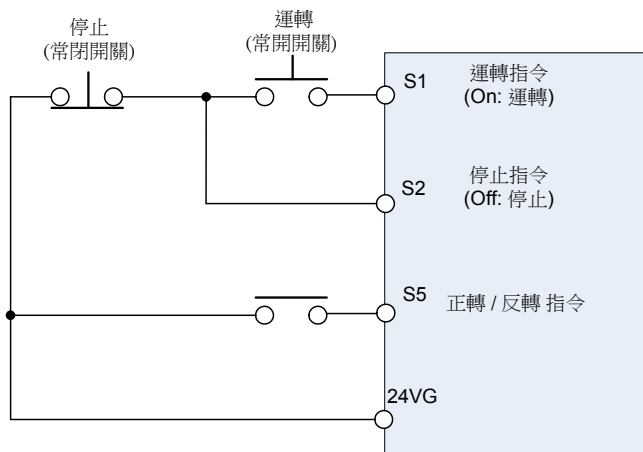 停止
(常閉開關)
運轉
(常開開關)
S1
運轉指令
(On: 運轉)
S2
停止指令
(Off: 停止)
S5
正轉 / 反轉 指令
24VG